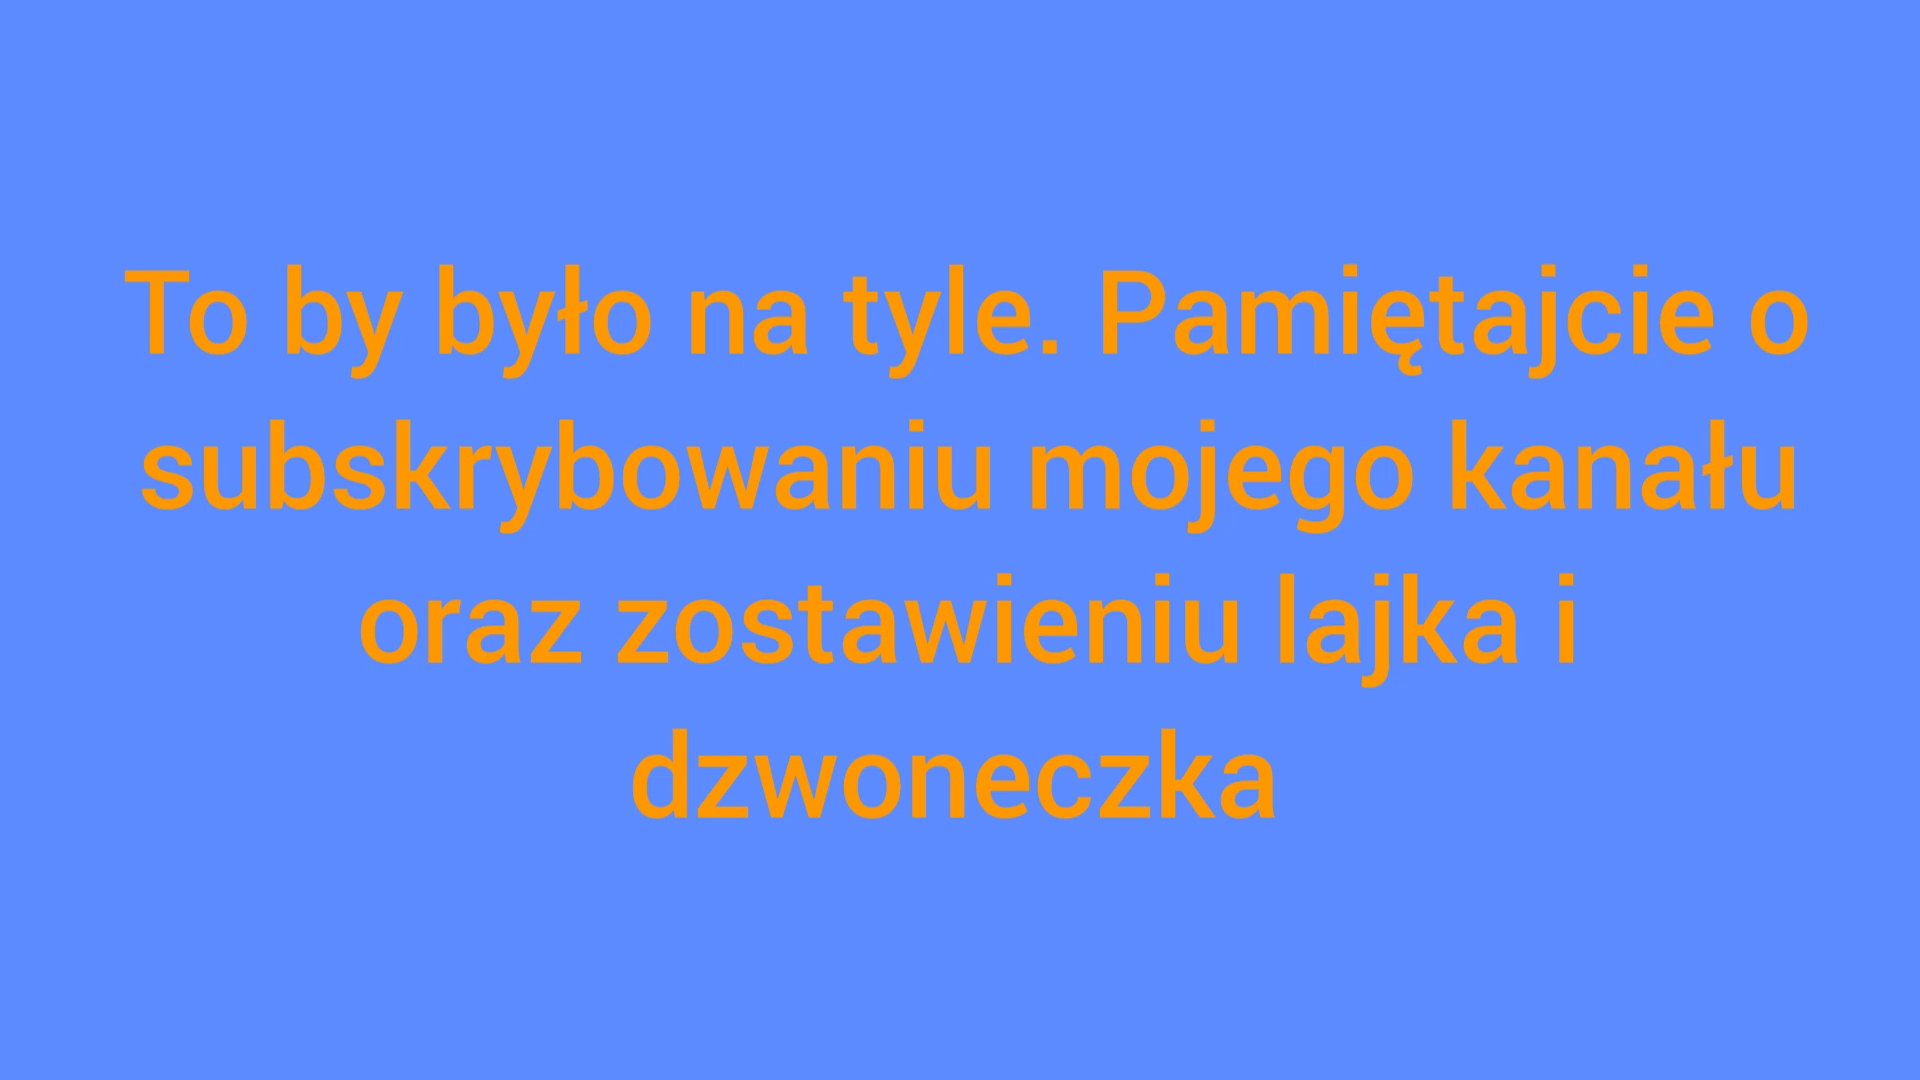 To by było na tyle. Pamiętajcie o
subskrybowaniu mojego kanału
oraz zostawieniu lajka i
dzwoneczka